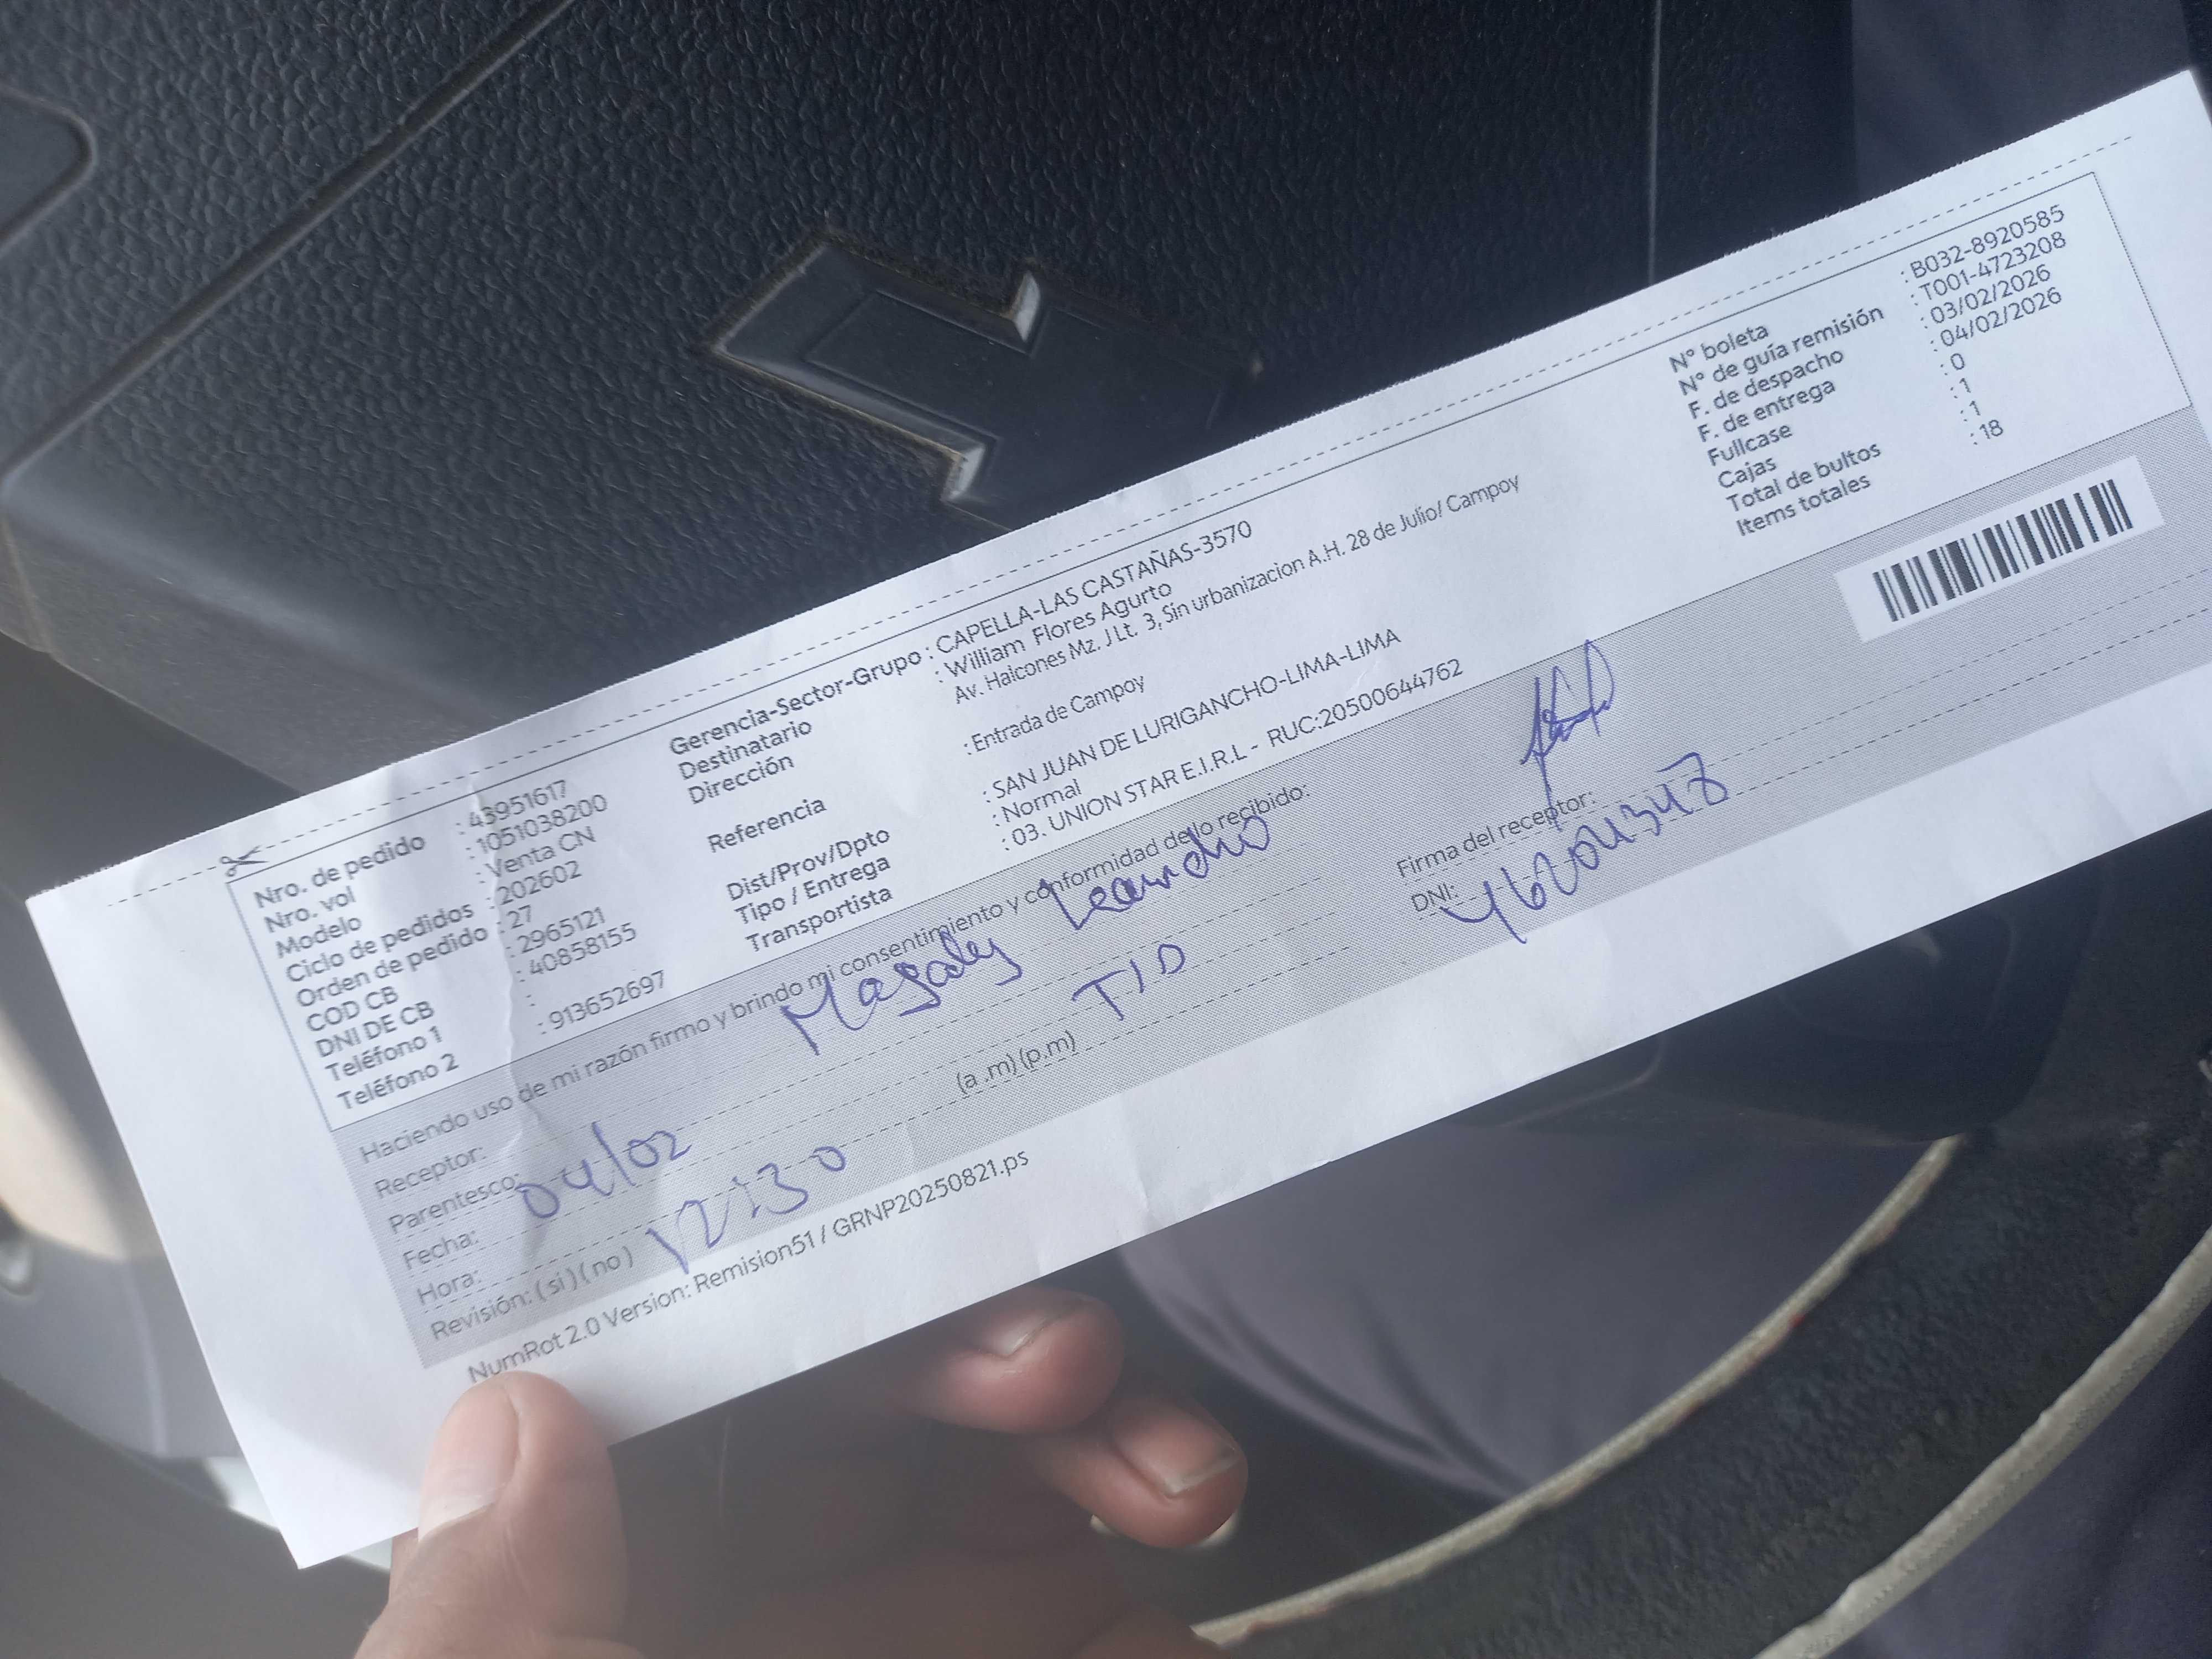 Nro. de pedido : 43951617
Nro. vol : 1051038200
Modelo : Venta CN
Ciclo de pedidos : 202602
Orden de pedido : 27
COD CB : 2965121
DNI DE CB : 40858155
Teléfono 1 :
Teléfono 2 : 913652697
Gerencia-Sector-Grupo : CAPELLA-LAS CASTAÑAS-3570
Destinatario : William Flores Agurto
Dirección : Av. Halcones Mz. J Lt. 3, Sin urbanizacion A.H. 28 de Julio/ Campoy
Referencia : Entrada de Campoy
Dist/Prov/Dpto : SAN JUAN DE LURIGANCHO-LIMA-LIMA
Tipo / Entrega : Normal
Transportista : 03. UNION STAR E.I.R.L - RUC:20500644762
N° boleta : B032-8920585
N° de guía remisión : T001-4723208
F. de despacho : 03/02/2026
F. de entrega : 04/02/2026
Fullcase : 0
Cajas : 1
Total de bultos : 1
Items totales : 18
Haciendo uso de mi razón firmo y brindo mi consentimiento y conformidad de lo recibido:
Receptor: Magaly Leandro
Parentesco: TIO
Fecha: 04/02
Hora: 12:30 (a .m) (p.m)
Revisión: (si) (no)
Firma del receptor:
DNI:
NumRot 2.0 Version: Remision51 / GRNP20250821.ps